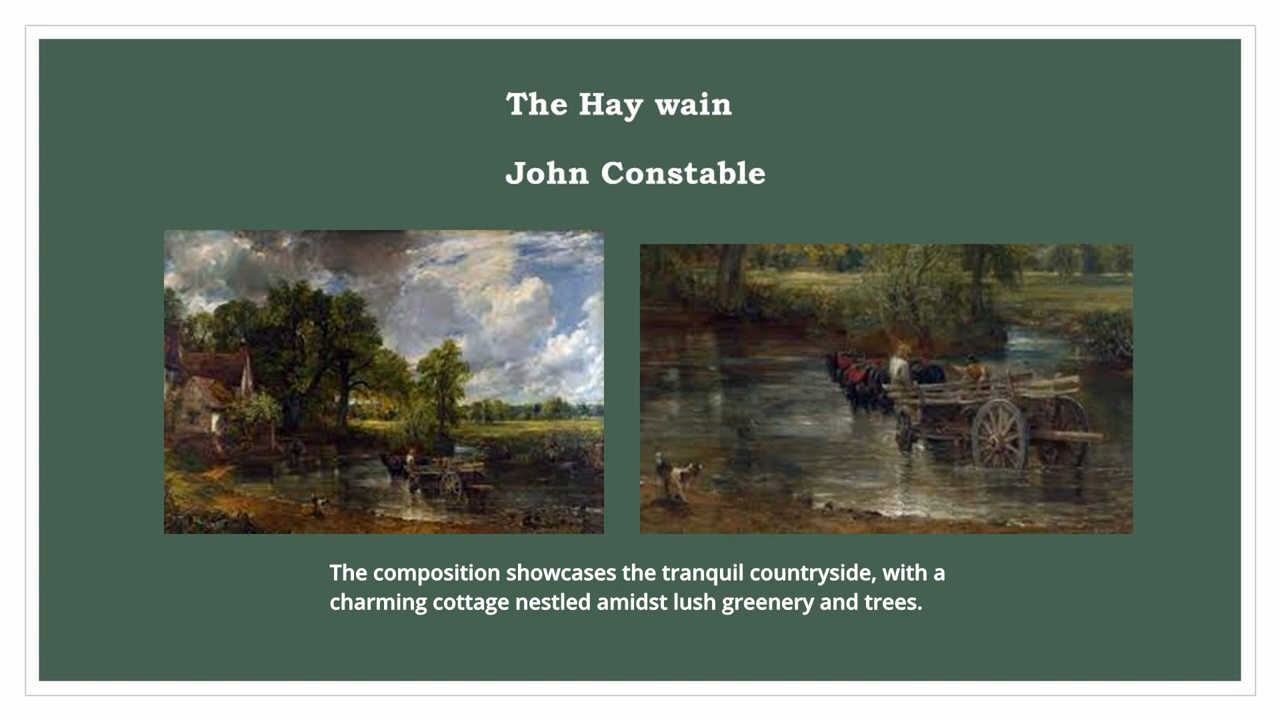 The Hay wain
John Constable
The composition showcases the tranquil countryside, with a
charming cottage nestled amidst lush greenery and trees.